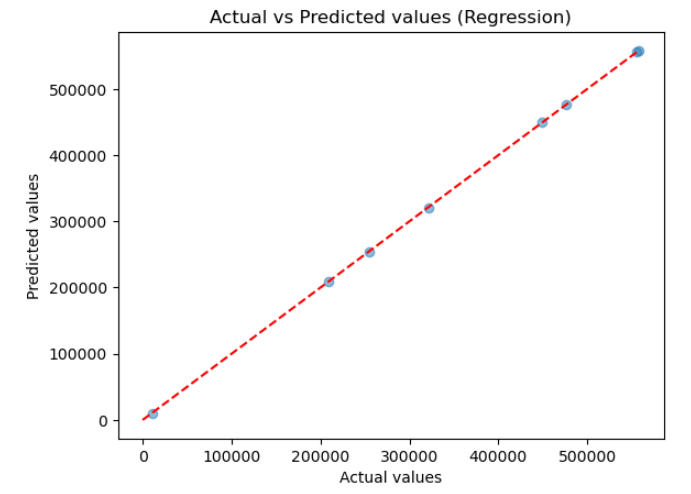 Actual vs Predicted values (Regression)
Predicted values
500000
400000
300000
200000
100000
0
0 100000 200000 300000 400000 500000
Actual values